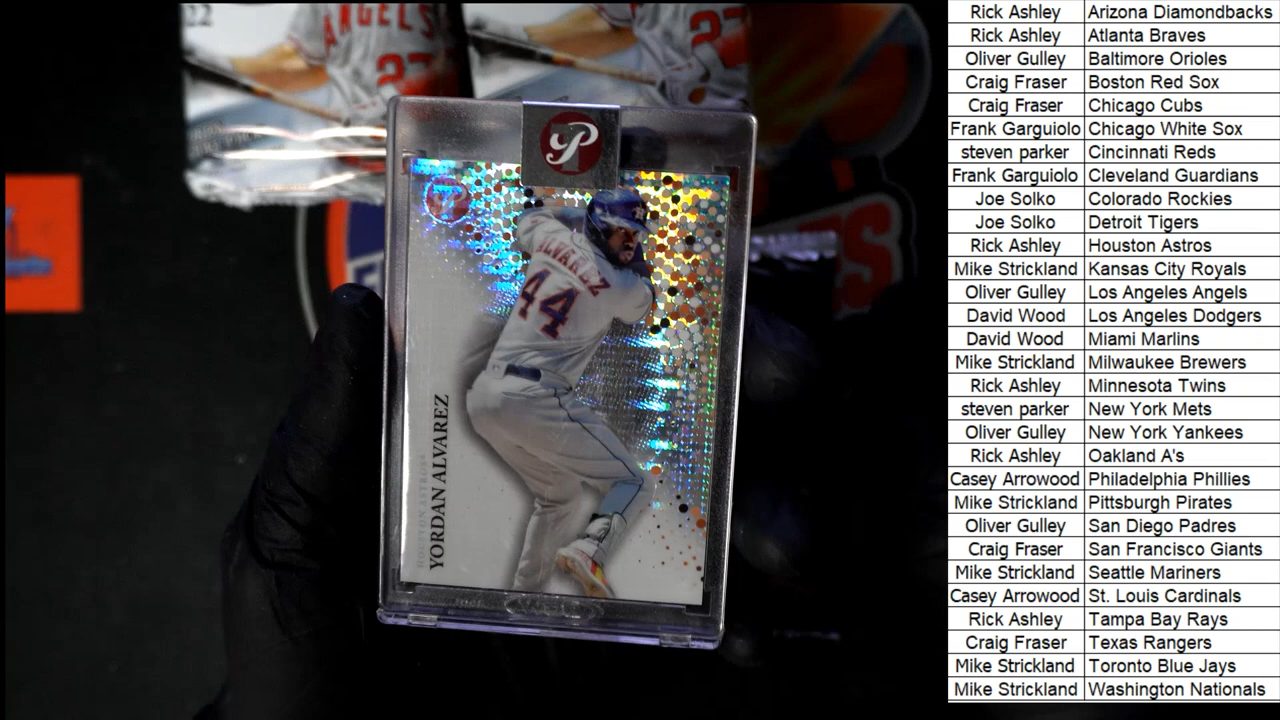 22
ANGELS
27
27
P
ALVAREZ
44
HOUSTON ASTROS
YORDAN ALVAREZ
Rick Ashley Arizona Diamondbacks
Rick Ashley Atlanta Braves
Oliver Gulley Baltimore Orioles
Craig Fraser Boston Red Sox
Craig Fraser Chicago Cubs
Frank Garguiolo Chicago White Sox
steven parker Cincinnati Reds
Frank Garguiolo Cleveland Guardians
Joe Solko Colorado Rockies
Joe Solko Detroit Tigers
Rick Ashley Houston Astros
Mike Strickland Kansas City Royals
Oliver Gulley Los Angeles Angels
David Wood Los Angeles Dodgers
David Wood Miami Marlins
Mike Strickland Milwaukee Brewers
Rick Ashley Minnesota Twins
steven parker New York Mets
Oliver Gulley New York Yankees
Rick Ashley Oakland A's
Casey Arrowood Philadelphia Phillies
Mike Strickland Pittsburgh Pirates
Oliver Gulley San Diego Padres
Craig Fraser San Francisco Giants
Mike Strickland Seattle Mariners
Casey Arrowood St. Louis Cardinals
Rick Ashley Tampa Bay Rays
Craig Fraser Texas Rangers
Mike Strickland Toronto Blue Jays
Mike Strickland Washington Nationals